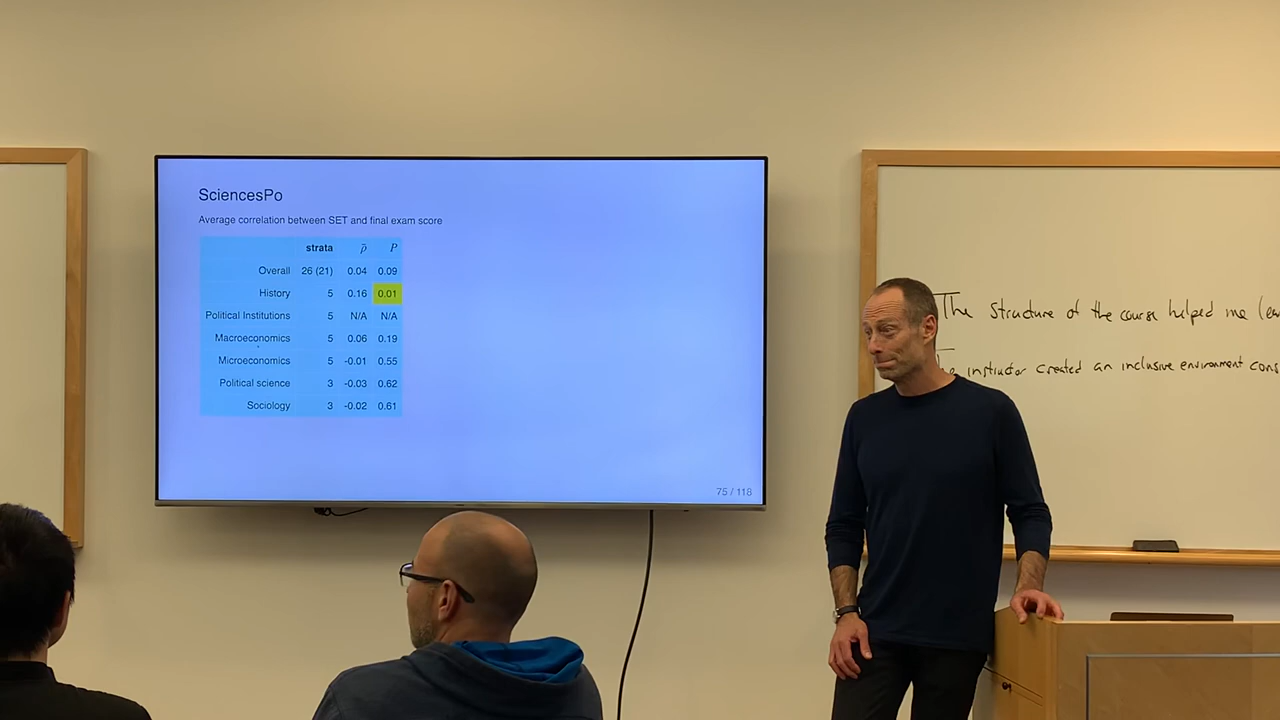 SciencesPo
Average correlation between SET and final exam score
strata ρ̄ P
Overall 26 (21) 0.04 0.09
History 5 0.16 0.01
Political Institutions 5 N/A N/A
Macroeconomics 5 0.06 0.19
Microeconomics 5 -0.01 0.55
Political science 3 -0.03 0.62
Sociology 3 -0.02 0.61
75 / 118
The structure of the course helped me
instructor created an inclusive environment